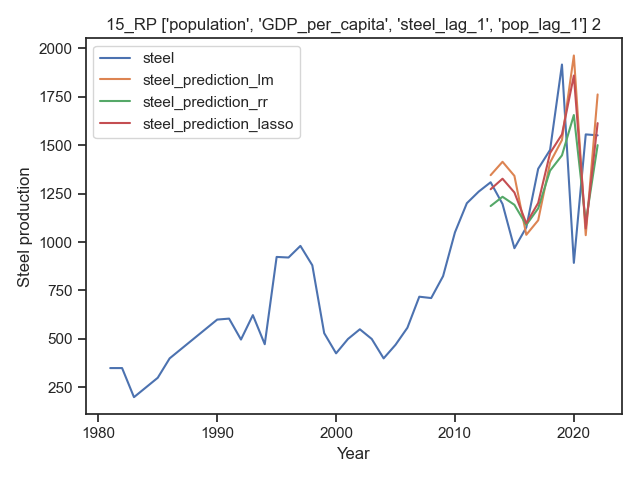 15_RP ['population', 'GDP_per_capita', 'steel_lag_1', 'pop_lag_1'] 2
steel
steel_prediction_lm
steel_prediction_rr
steel_prediction_lasso
Steel production
2000
1750
1500
1250
1000
750
500
250
1980
1990
2000
2010
2020
Year